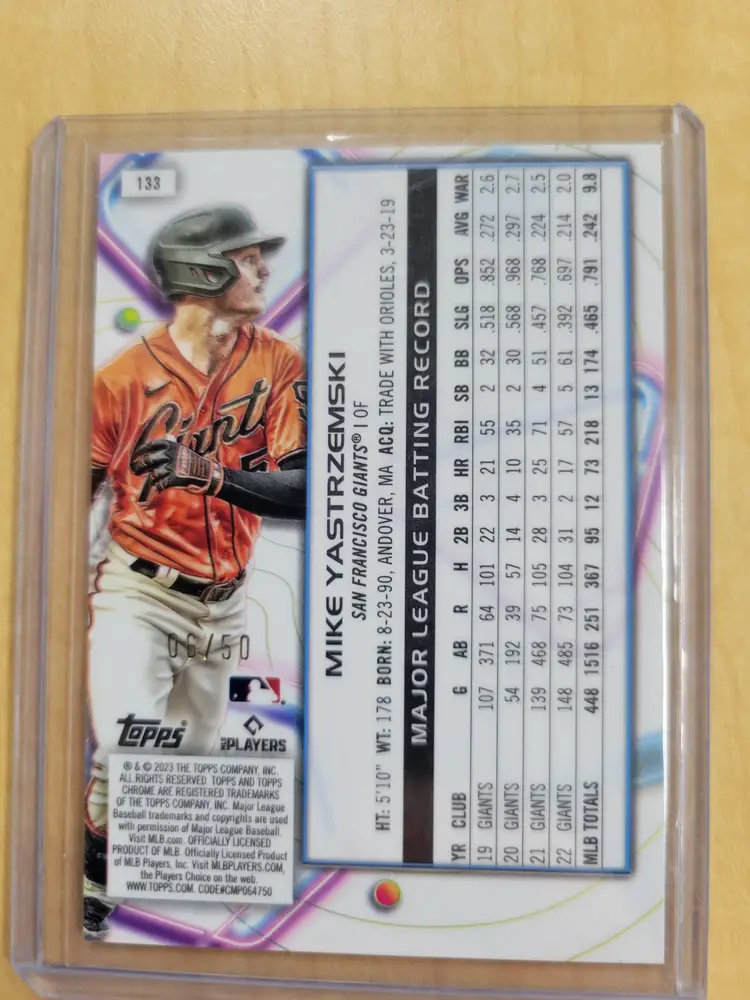 133
MIKE YASTRZEMSKI
SAN FRANCISCO GIANTS® | OF
HT: 5'10" WT: 178 BORN: 8-23-90, ANDOVER, MA ACQ: TRADE WITH ORIOLES, 3-23-19
MAJOR LEAGUE BATTING RECORD
YR CLUB G AB R H 2B 3B HR RBI SB BB SLG OPS AVG WAR
19 GIANTS 107 371 64 101 22 3 21 55 2 32 .518 .852 .272 2.6
20 GIANTS 54 192 39 57 14 4 10 35 2 30 .568 .968 .297 2.7
21 GIANTS 139 468 75 105 28 3 25 71 4 51 .457 .768 .224 2.5
22 GIANTS 148 485 73 104 31 2 17 57 5 61 .392 .697 .214 2.0
MLB TOTALS 448 1516 251 367 95 12 73 218 13 174 .465 .791 .242 9.8
Giants
06/50
topps
PLAYERS
® & © 2023 THE TOPPS COMPANY, INC.
ALL RIGHTS RESERVED. TOPPS AND TOPPS
CHROME ARE REGISTERED TRADEMARKS
OF THE TOPPS COMPANY, INC. Major League
Baseball trademarks and copyrights are used
with permission of Major League Baseball.
Visit MLB.com. OFFICIALLY LICENSED
PRODUCT OF MLB. Officially Licensed Product
of MLB Players, Inc. Visit MLBPLAYERS.COM,
the Players Choice on the web.
WWW.TOPPS.COM. CODE#CMP064750